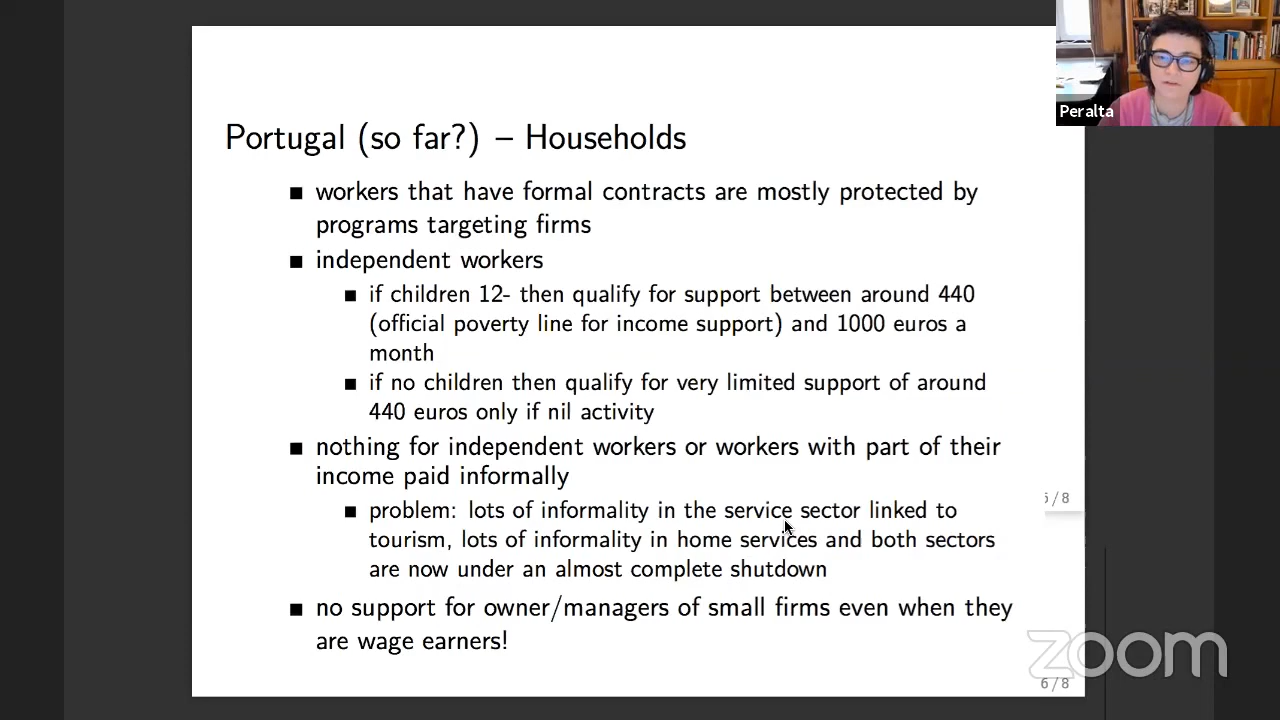 Peralta
Portugal (so far?) – Households
■ workers that have formal contracts are mostly protected by
programs targeting firms
■ independent workers
■ if children 12- then qualify for support between around 440
(official poverty line for income support) and 1000 euros a
month
■ if no children then qualify for very limited support of around
440 euros only if nil activity
■ nothing for independent workers or workers with part of their
income paid informally
■ problem: lots of informality in the service sector linked to
tourism, lots of informality in home services and both sectors
are now under an almost complete shutdown
■ no support for owner/managers of small firms even when they
are wage earners!
/ 8
zoom
6 / 8